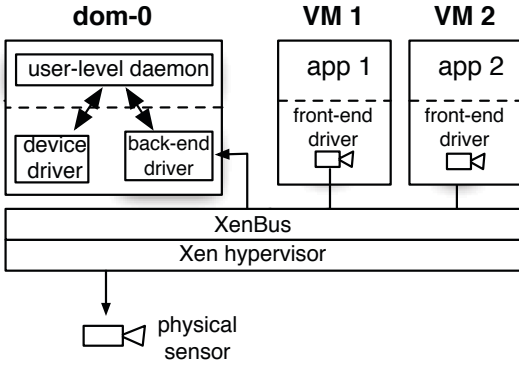 dom-0
VM 1
VM 2
user-level daemon
device
driver
back-end
driver
app 1
front-end
driver
app 2
front-end
driver
XenBus
Xen hypervisor
physical
sensor